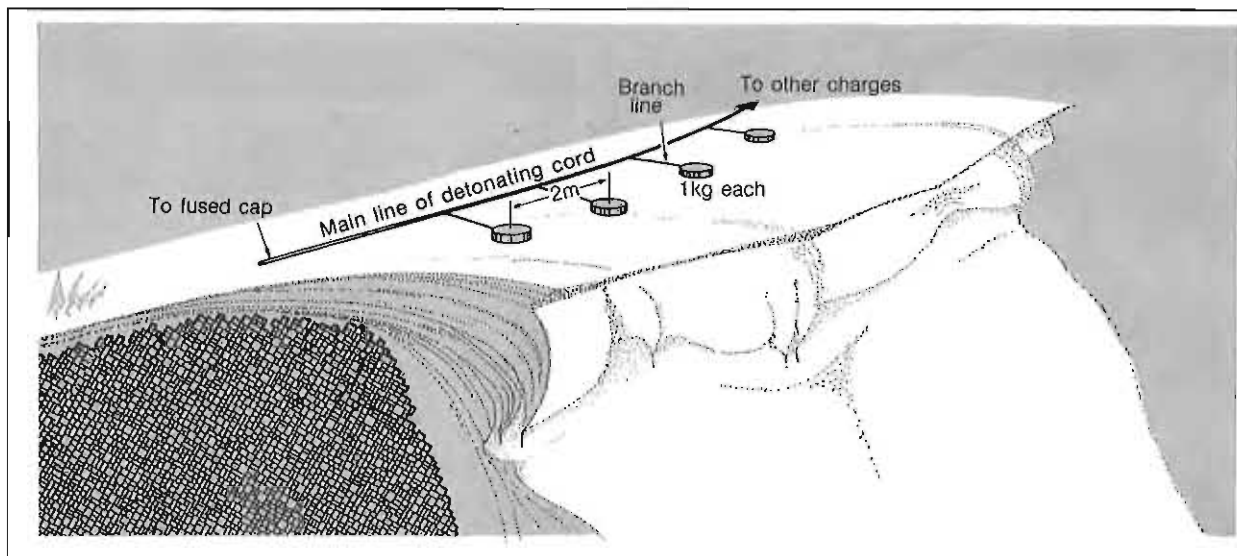 To other charges
Branch
line
Main line of detonating cord
To fused cap
2m
1kg each